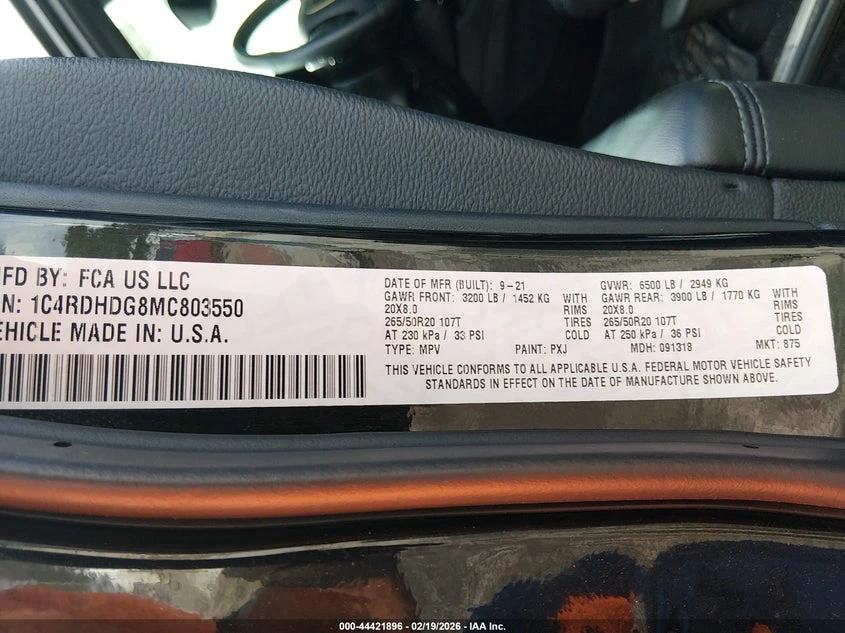 MFD BY: FCA US LLC
VIN: 1C4RDHDG8MC803550
VEHICLE MADE IN: U.S.A.
DATE OF MFR (BUILT): 9-21 GVWR: 6500 LB / 2949 KG
GAWR FRONT: 3200 LB / 1452 KG WITH GAWR REAR: 3900 LB / 1770 KG WITH
20X8.0 RIMS 20X8.0 RIMS
265/50R20 107T TIRES 265/50R20 107T TIRES
AT 230 kPa / 33 PSI COLD AT 250 kPa / 36 PSI COLD
TYPE: MPV PAINT: PXJ MDH: 091318 MKT: 875
THIS VEHICLE CONFORMS TO ALL APPLICABLE U.S.A. FEDERAL MOTOR VEHICLE SAFETY
STANDARDS IN EFFECT ON THE DATE OF MANUFACTURE SHOWN ABOVE.
000-44421896 - 02/19/2026 - IAA Inc.